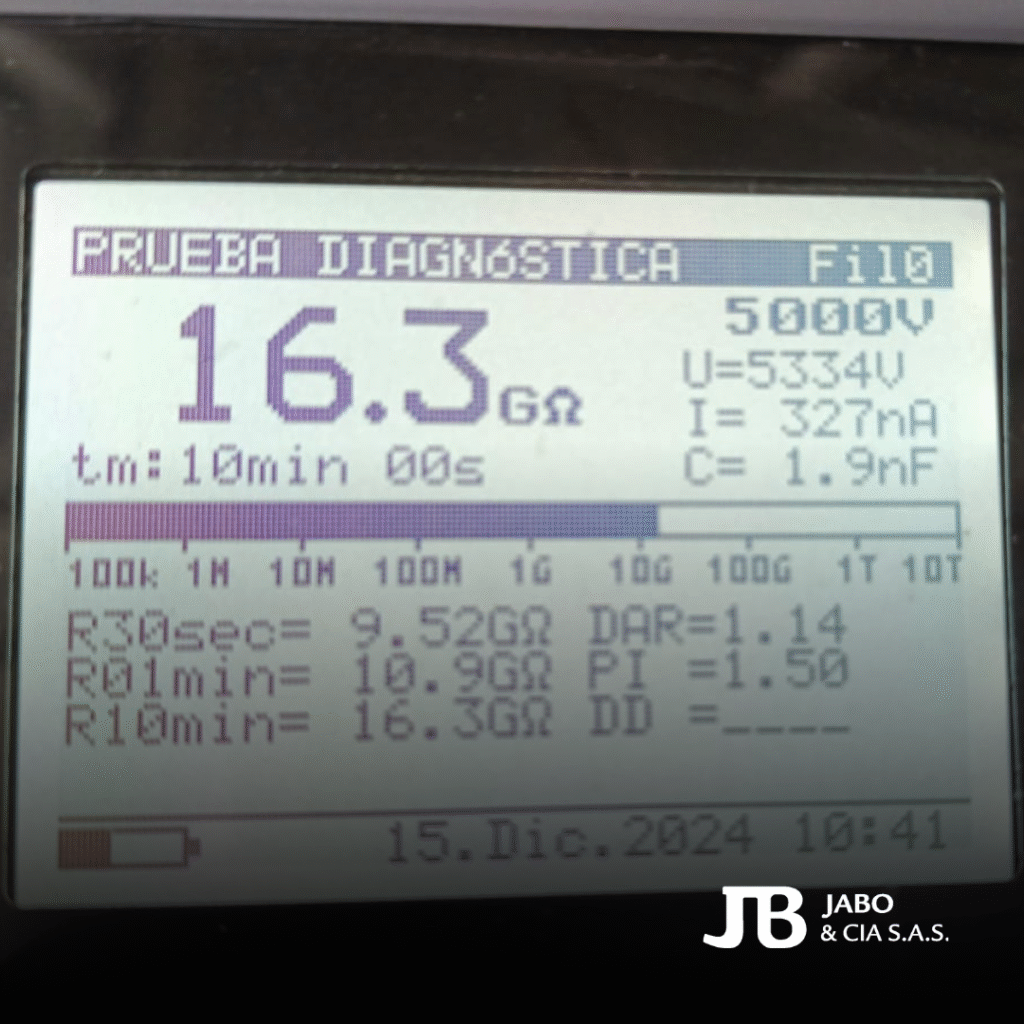 PRUEBA DIAGNóSTICA Fil0
16.3GΩ
5000V
U=5334V
I= 327nA
tm:10min 00s
C= 1.9nF
100k 1M 10M 100M 1G 10G 100G 1T 10T
R30sec= 9.52GΩ DAR=1.14
R01min= 10.9GΩ PI =1.50
R10min= 16.3GΩ DD =____
15.Dic.2024 10:41
JB JABO
& CIA S.A.S.